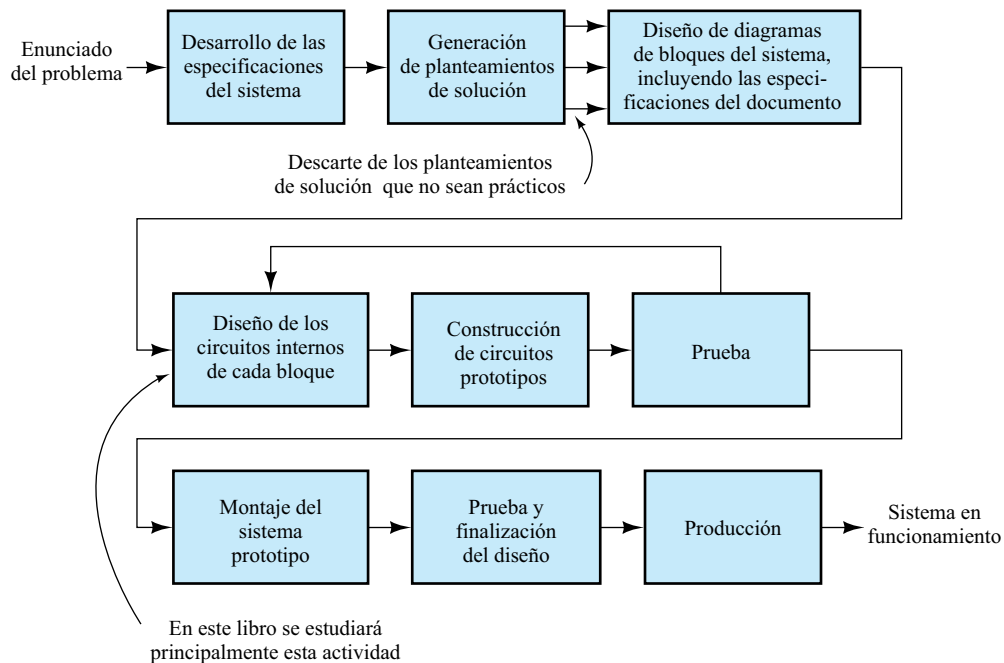 Enunciado
del problema
Desarrollo de las
especificaciones
del sistema
Generación
de planteamientos
de solución
Diseño de diagramas
de bloques del sistema,
incluyendo las especi-
ficaciones del documento
Descarte de los planteamientos
de solución que no sean prácticos
Diseño de los
circuitos internos
de cada bloque
Construcción
de circuitos
prototipos
Prueba
Montaje del
sistema
prototipo
Prueba y
finalización
del diseño
Producción
Sistema en
funcionamiento
En este libro se estudiará
principalmente esta actividad